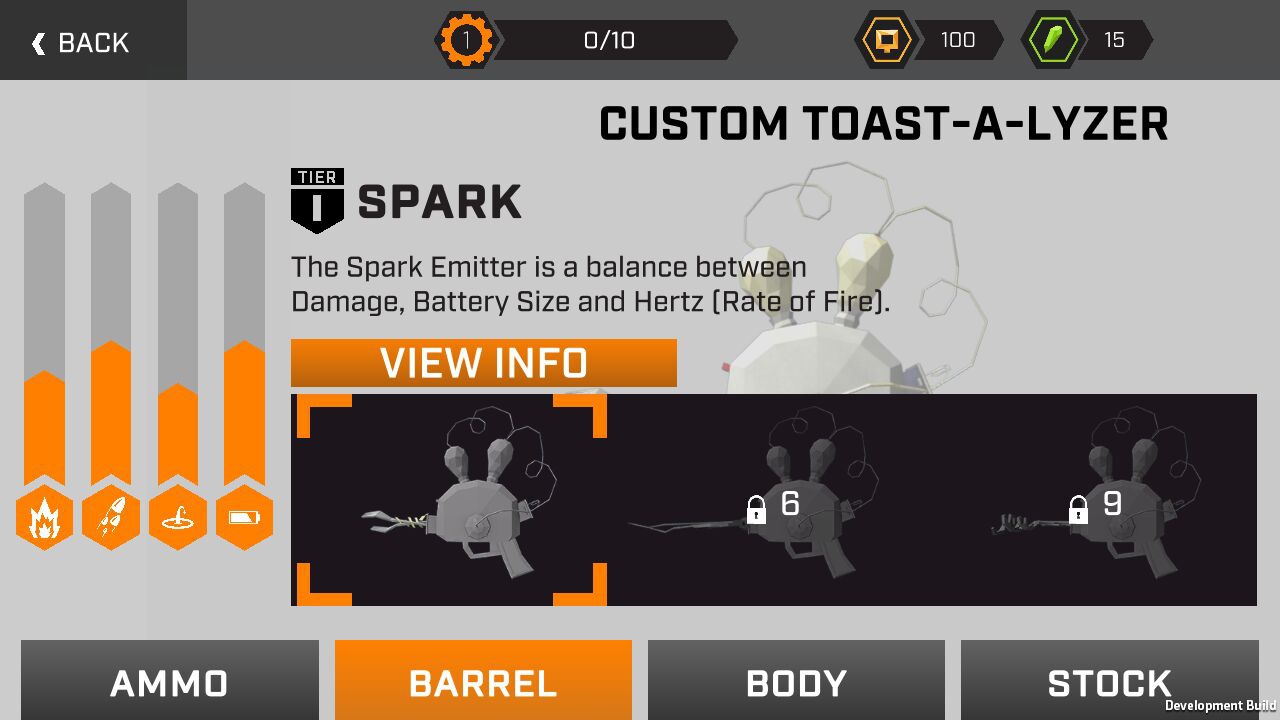 BACK
1
0/10
100
15
CUSTOM TOAST-A-LYZER
TIER
I
SPARK
The Spark Emitter is a balance between
Damage, Battery Size and Hertz (Rate of Fire).
VIEW INFO
6
9
AMMO
BARREL
BODY
STOCK
Development Build